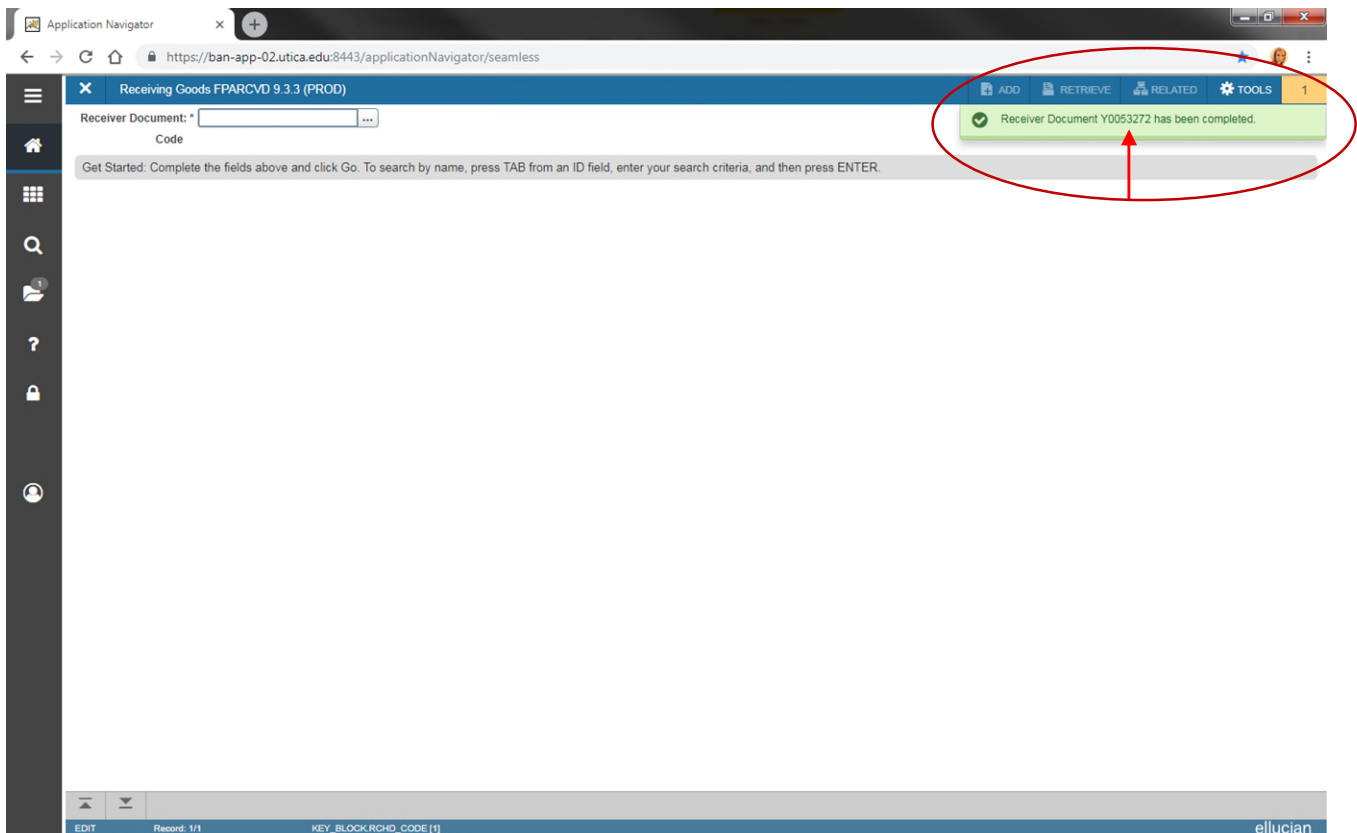 Application Navigator
https://ban-app-02.utica.edu:8443/applicationNavigator/seamless
Receiving Goods FPARCVD 9.3.3 (PROD)
ADD RETRIEVE RELATED TOOLS 1
Receiver Document: * ...
Code
Receiver Document Y0053272 has been completed.
Get Started: Complete the fields above and click Go. To search by name, press TAB from an ID field, enter your search criteria, and then press ENTER.
1
?
EDIT Record: 1/1 KEY_BLOCK.RCHD_CODE [1] ellucian